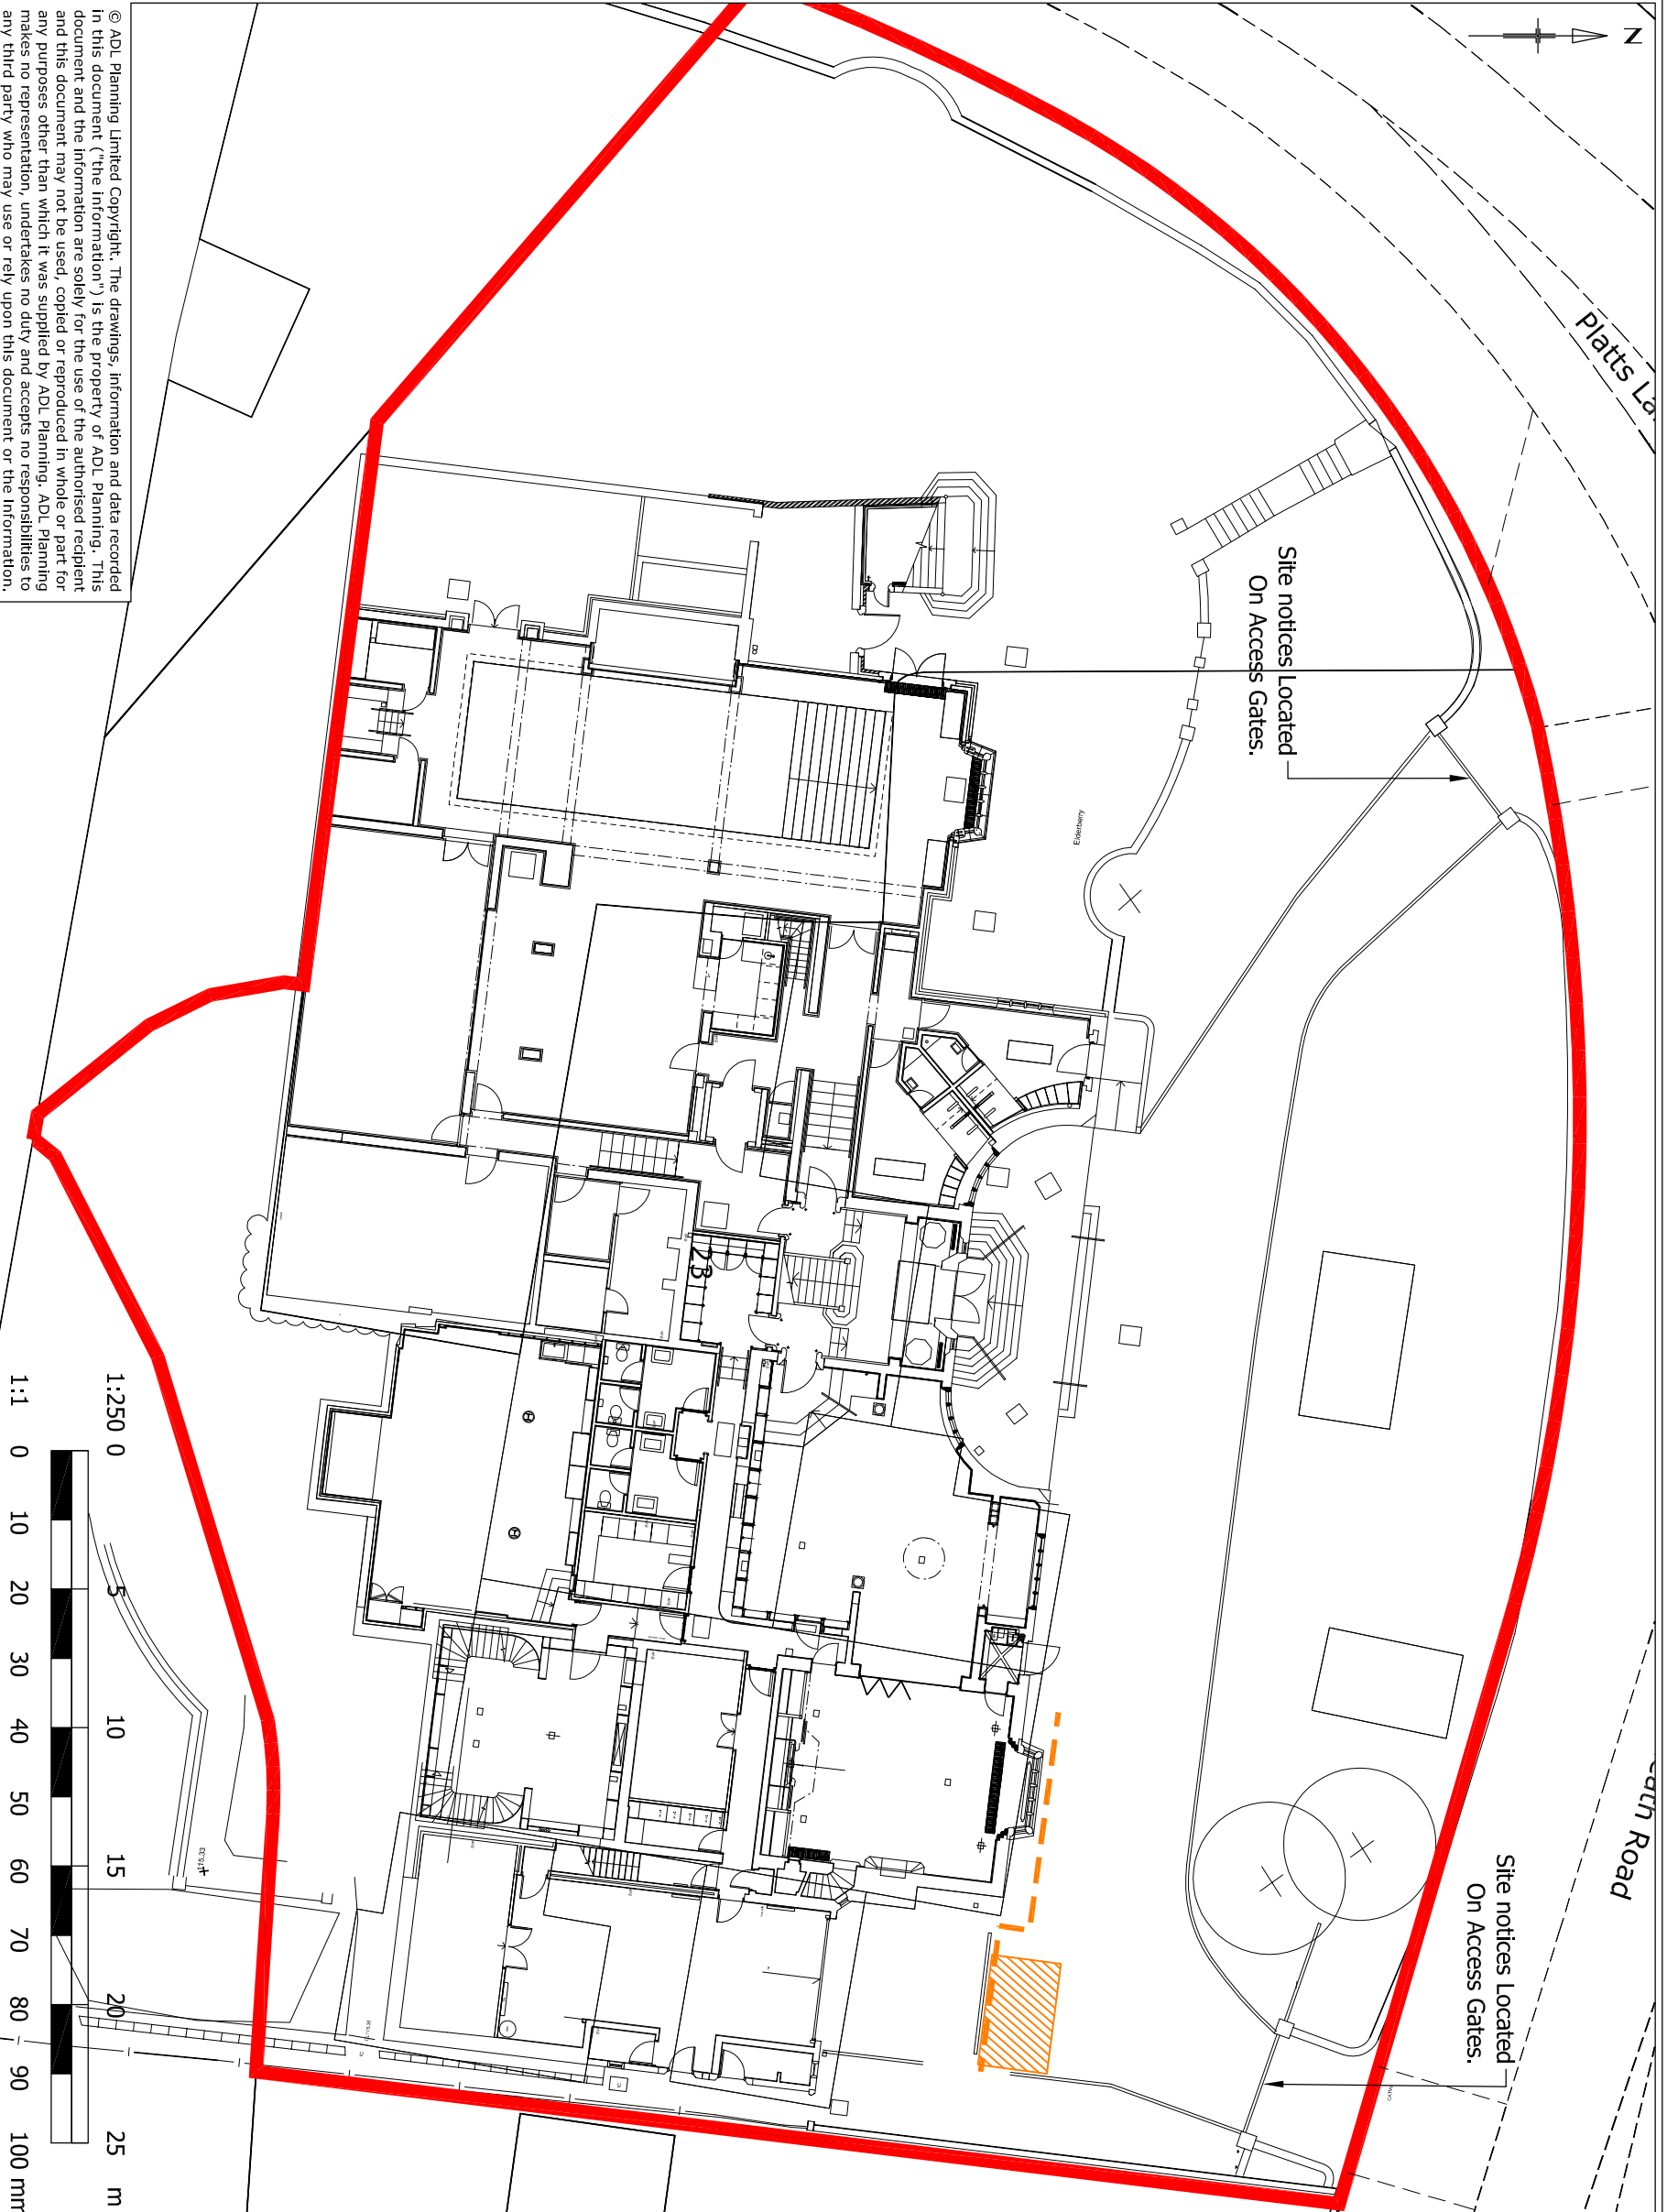 N
Platts La
Site notices Located
On Access Gates.
Elderberry
ath Road
Site notices Located
On Access Gates.
23
1:250 0 5 10 15 20 25 m
1:1 0 10 20 30 40 50 60 70 80 90 100 mm
© ADL Planning Limited Copyright. The drawings, information and data recorded
in this document ("the information") is the property of ADL Planning. This
document and the information are solely for the use of the authorised recipient
and this document may not be used, copied or reproduced in whole or part for
any purposes other than which it was supplied by ADL Planning. ADL Planning
makes no representation, undertakes no duty and accepts no responsibilities to
any third party who may use or rely upon this document or the Information.